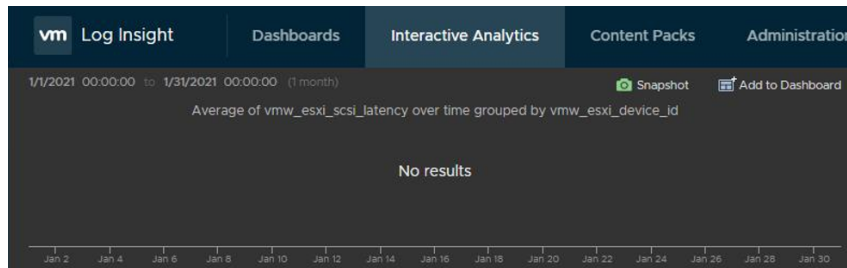 vm Log Insight Dashboards Interactive Analytics Content Packs Administration
1/1/2021 00:00:00 to 1/31/2021 00:00:00 (1 month) Snapshot Add to Dashboard
Average of vmw_esxi_scsi_latency over time grouped by vmw_esxi_device_id
No results
Jan 2 Jan 4 Jan 6 Jan 8 Jan 10 Jan 12 Jan 14 Jan 16 Jan 18 Jan 20 Jan 22 Jan 24 Jan 26 Jan 28 Jan 30